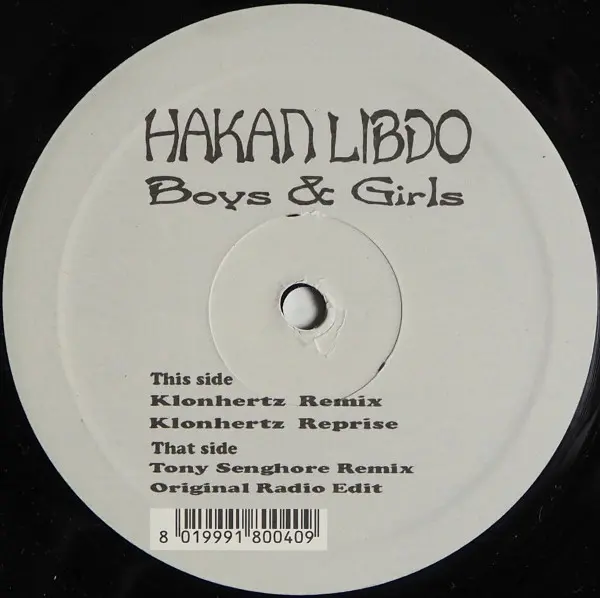 HAKAN LIBDO
Boys & Girls
This side
Klonhertz Remix
Klonhertz Reprise
That side
Tony Senghore Remix
Original Radio Edit
8 019991 800409